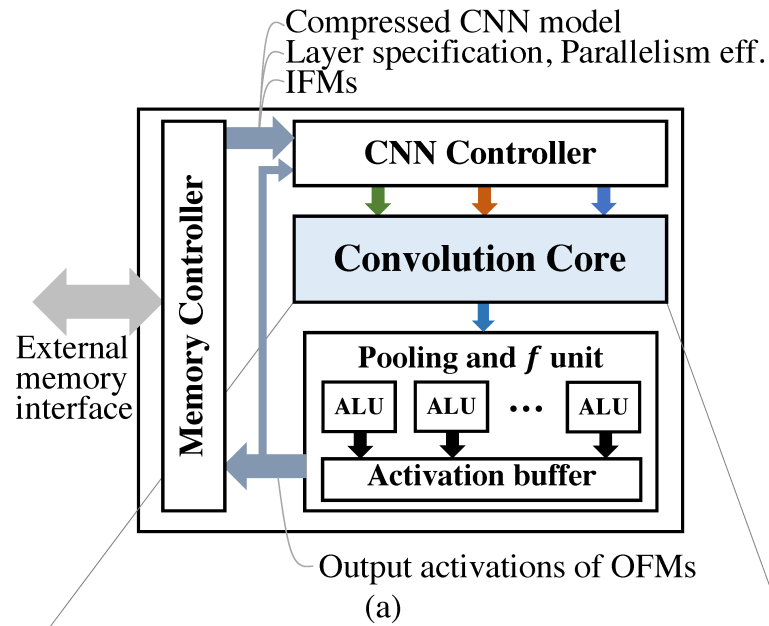 Compressed CNN model
Layer specification, Parallelism eff.
IFMs
CNN Controller
Memory Controller
Convolution Core
External
memory
interface
Pooling and f unit
ALU ALU ... ALU
Activation buffer
Output activations of OFMs
(a)